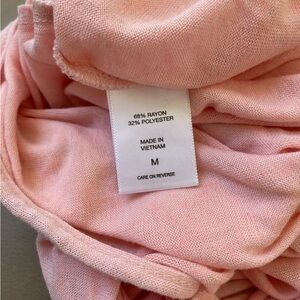 68% RAYON
32% POLYESTER
MADE IN
VIETNAM
M
CARE ON REVERSE